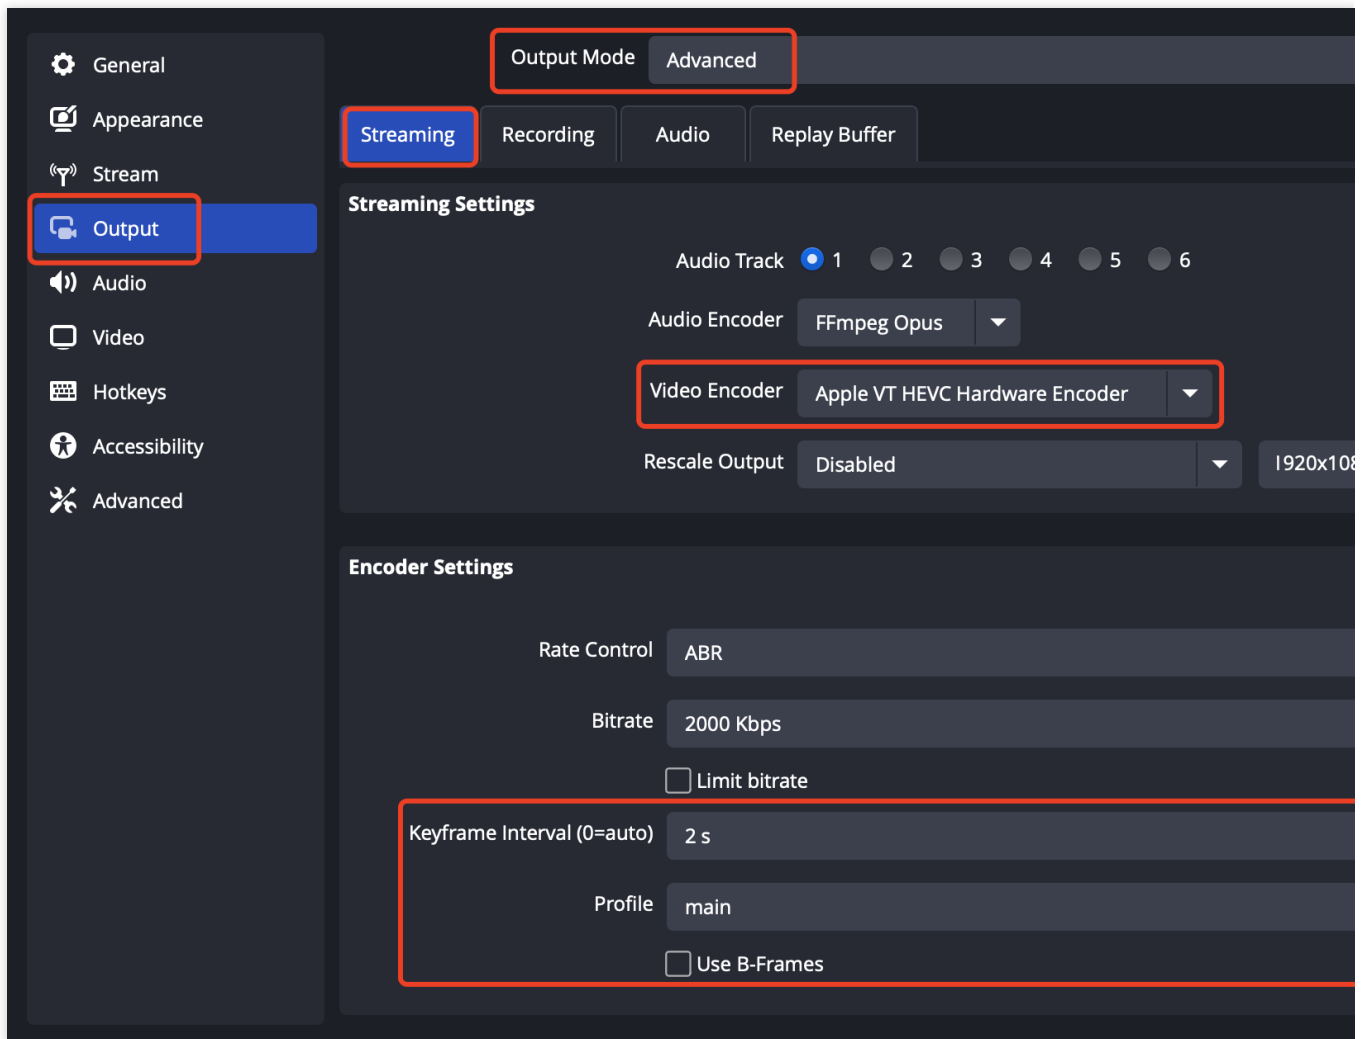 General
Appearance
Stream
Output
Audio
Video
Hotkeys
Accessibility
Advanced
Output Mode Advanced
Streaming Recording Audio Replay Buffer
Streaming Settings
Audio Track 1 2 3 4 5 6
Audio Encoder FFmpeg Opus
Video Encoder Apple VT HEVC Hardware Encoder
Rescale Output Disabled 1920x108
Encoder Settings
Rate Control ABR
Bitrate 2000 Kbps
Limit bitrate
Keyframe Interval (0=auto) 2 s
Profile main
Use B-Frames